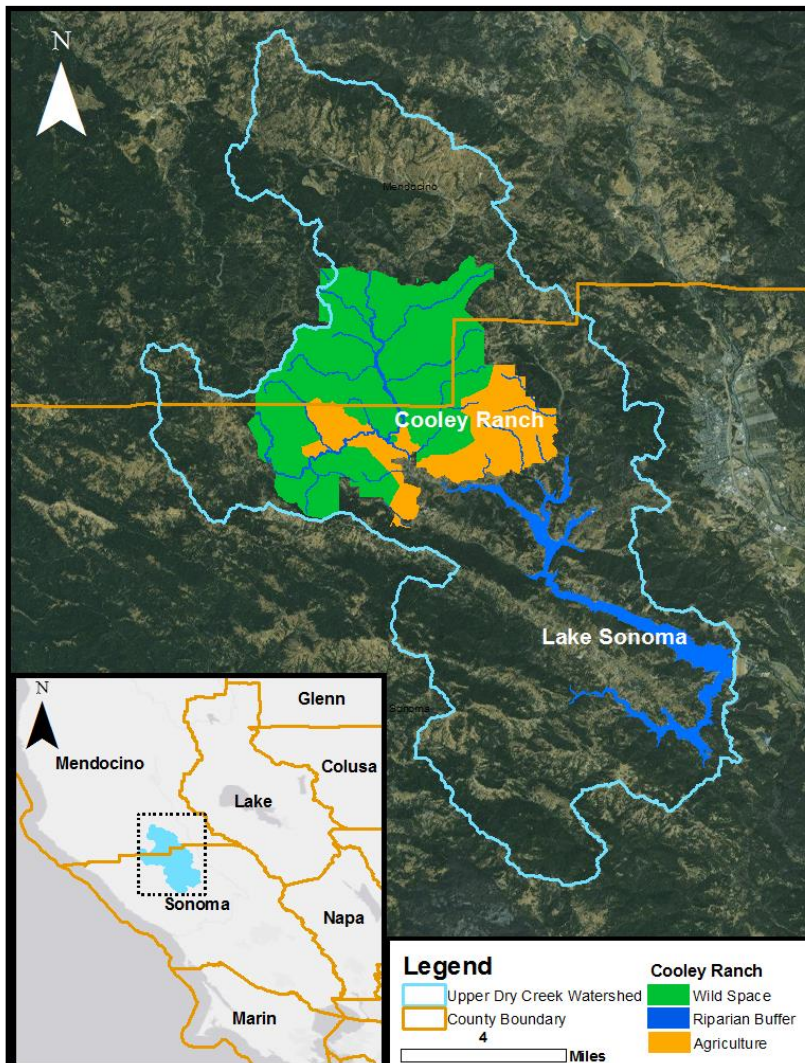 N
Mendocino
Cooley Ranch
Lake Sonoma
Sonoma
N
Glenn
Mendocino
Colusa
Lake
Sonoma
Napa
Marin
Legend
Upper Dry Creek Watershed
County Boundary
4
Miles
Cooley Ranch
Wild Space
Riparian Buffer
Agriculture